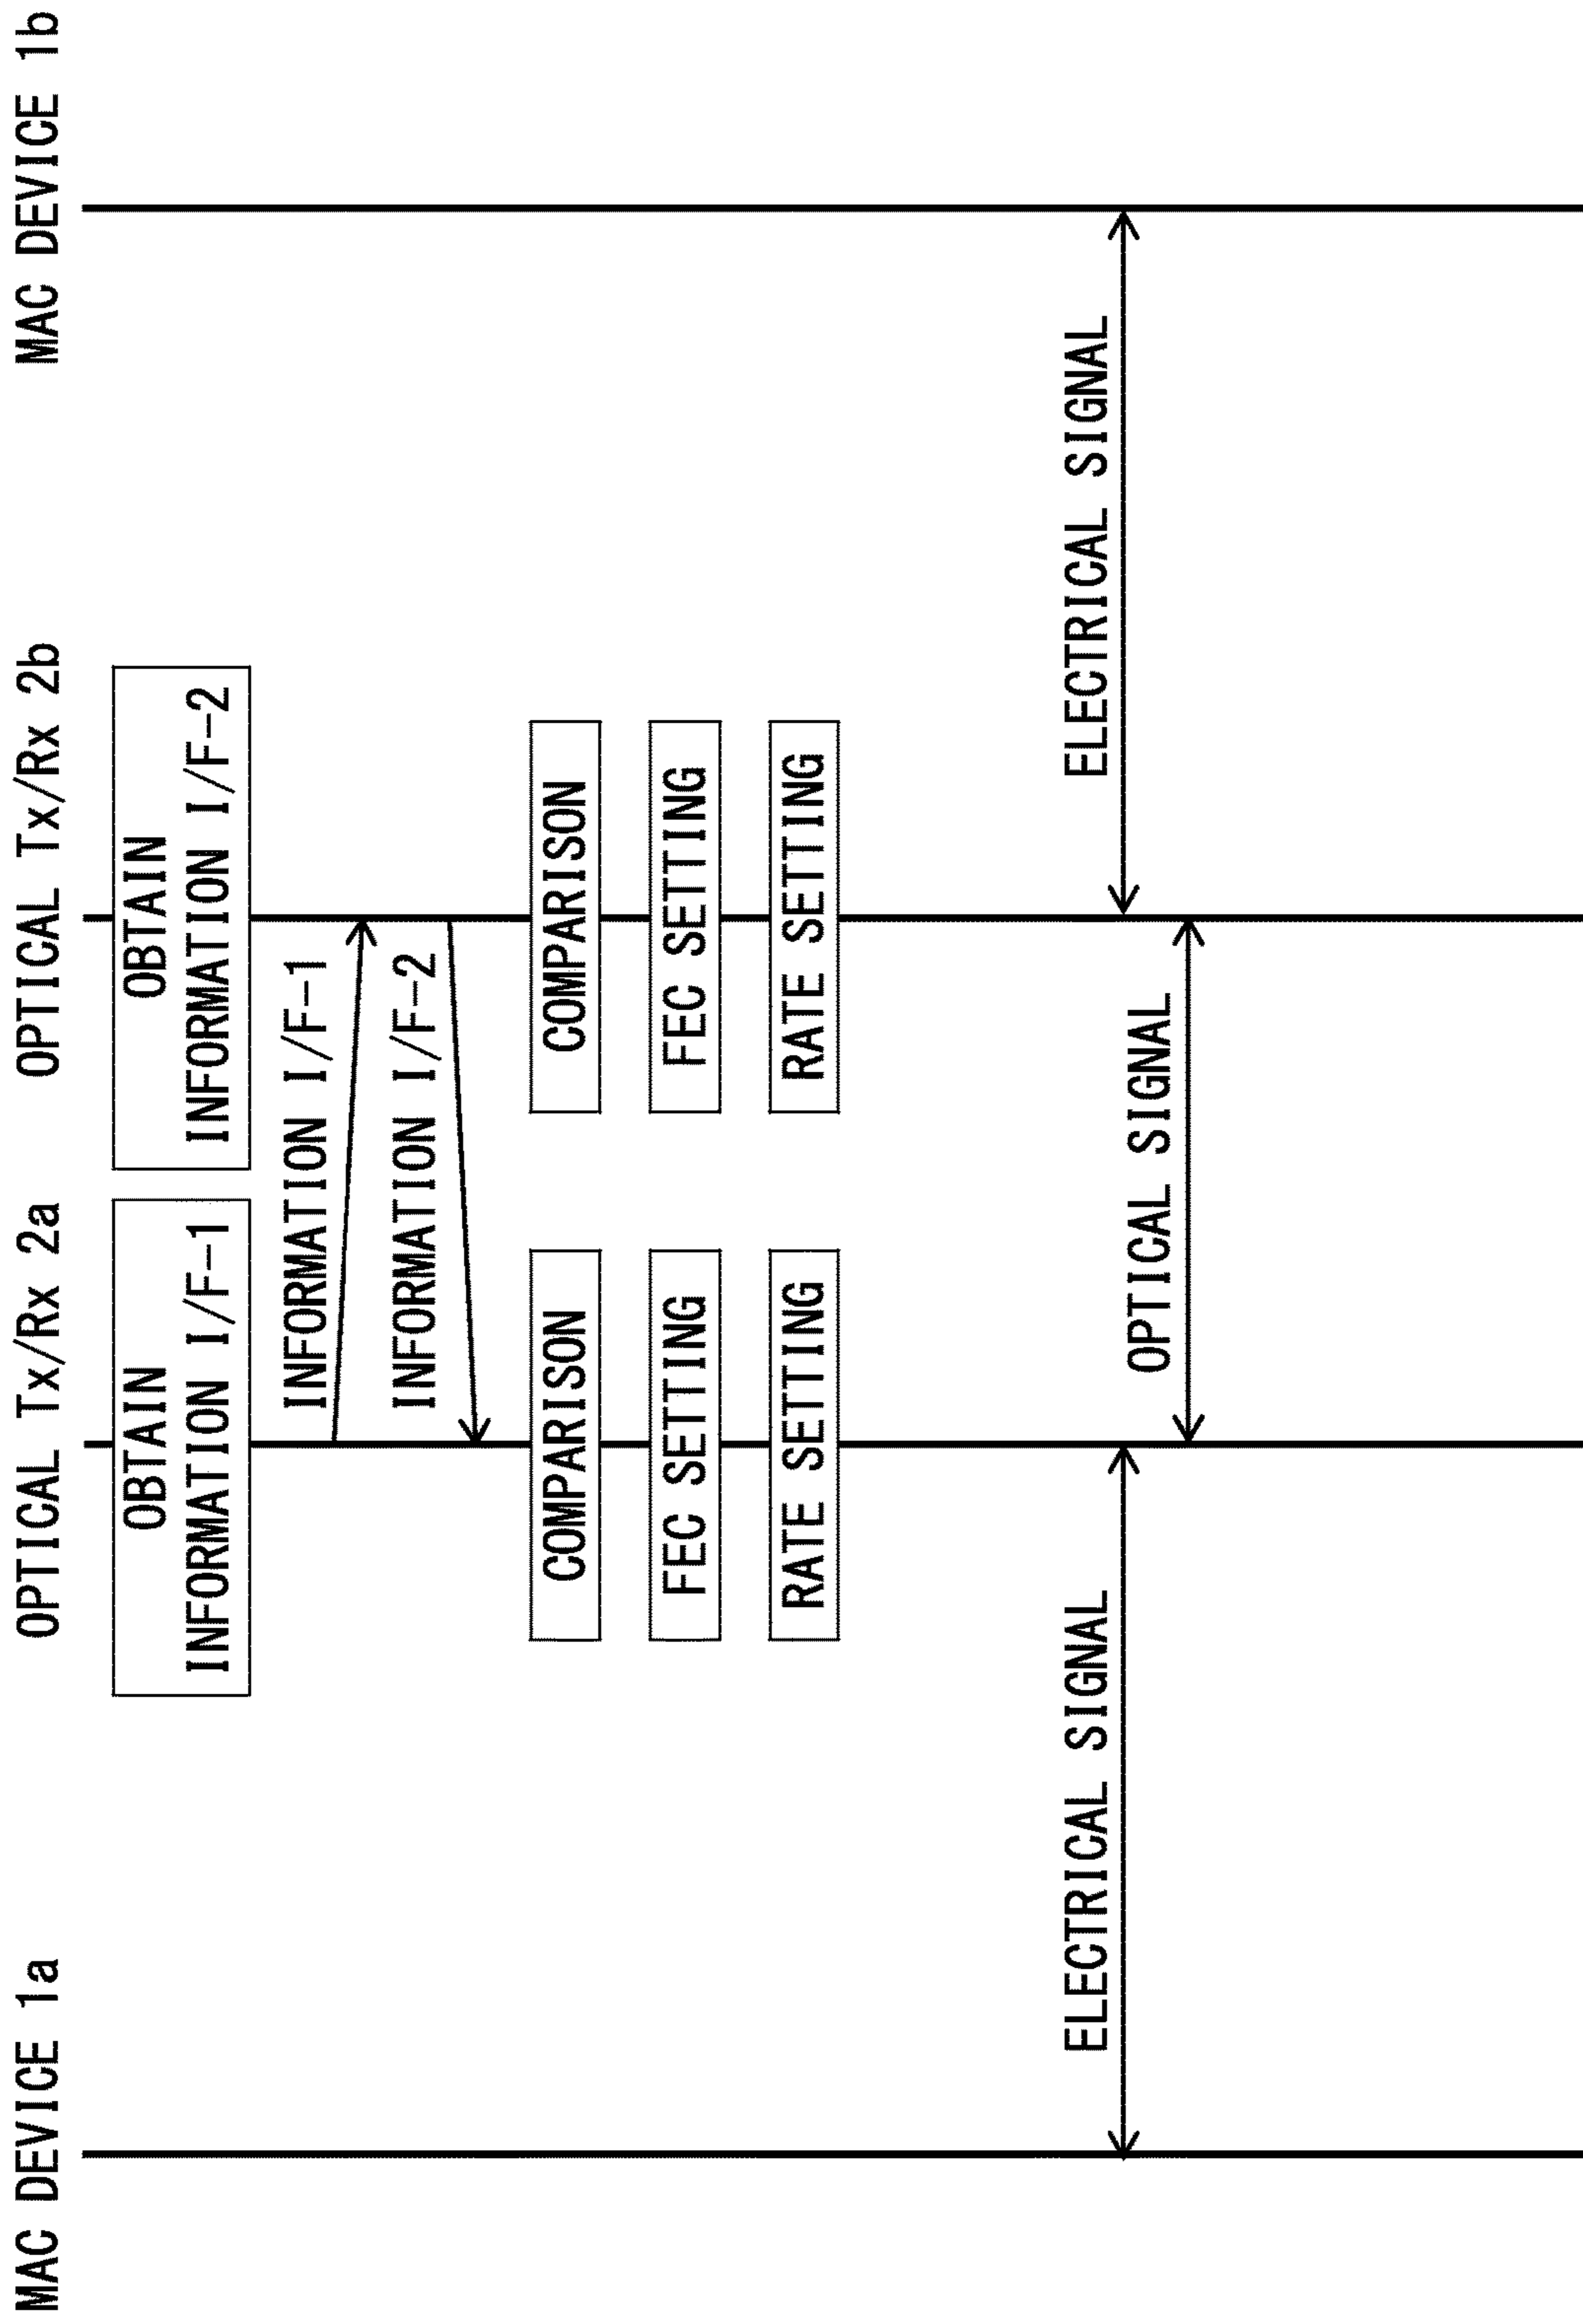 MAC DEVICE 1a
OPTICAL Tx/Rx 2a
OPTICAL Tx/Rx 2b
MAC DEVICE 1b
OBTAIN
INFORMATION I/F-1
OBTAIN
INFORMATION I/F-2
INFORMATION I/F-1
INFORMATION I/F-2
COMPARISON
COMPARISON
FEC SETTING
FEC SETTING
RATE SETTING
RATE SETTING
ELECTRICAL SIGNAL
ELECTRICAL SIGNAL
OPTICAL SIGNAL